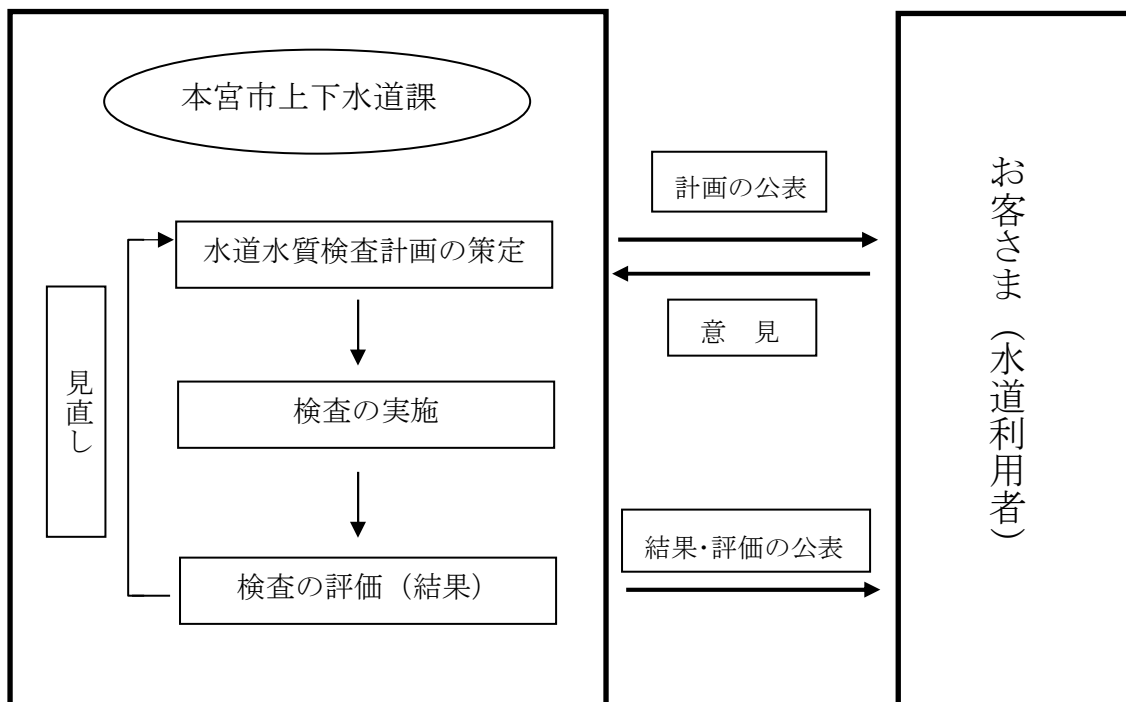 本宮市上下水道課
計画の公表
水道水質検査計画の策定
意　見
見直し
検査の実施
結果・評価の公表
検査の評価（結果）
お客さま（水道利用者）